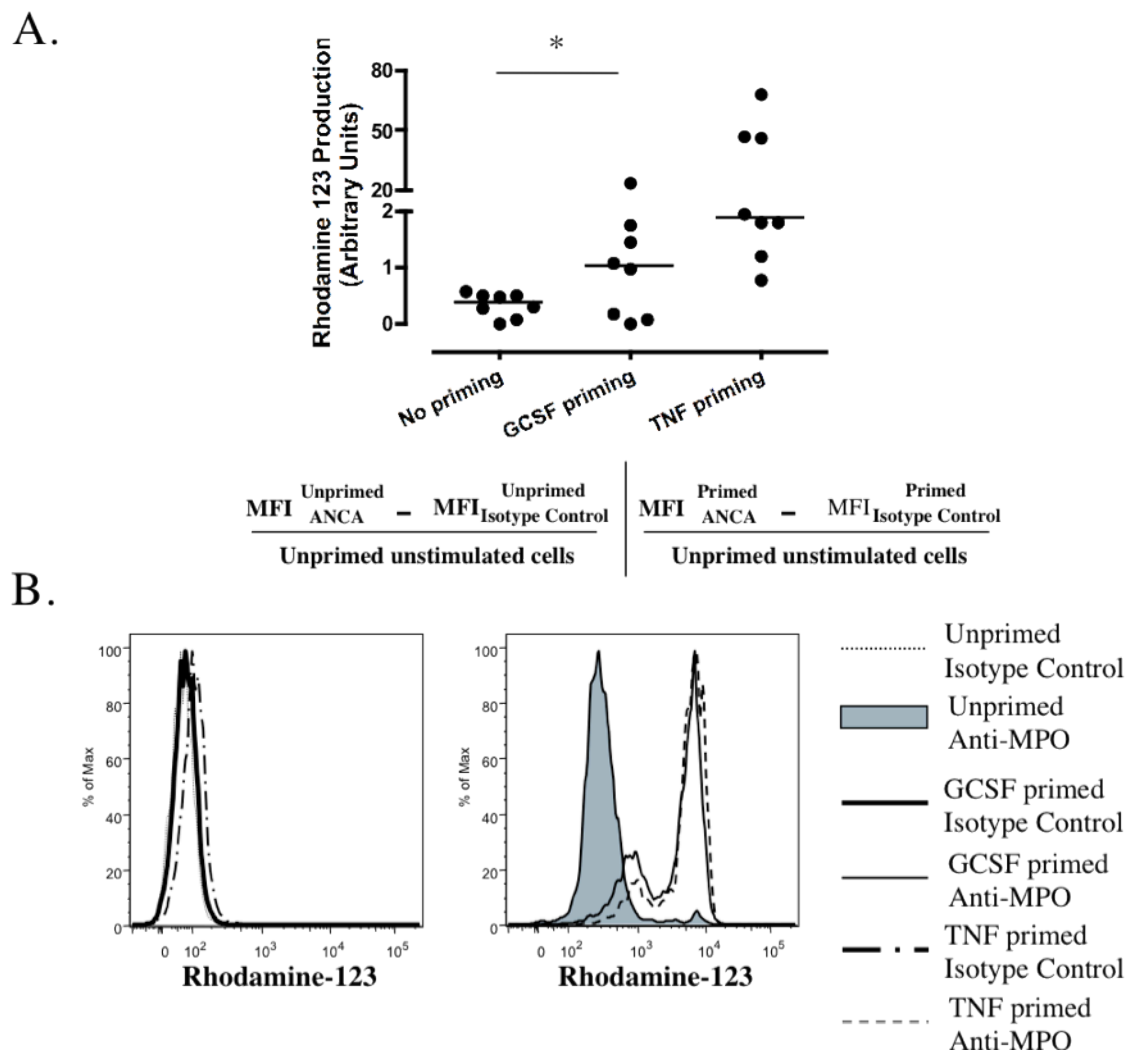 A.
*
Rhodamine 123 Production
(Arbitrary Units)
80
50
20
2
1
0
No priming
GCSF priming
TNF priming
MFI Unprimed ANCA – MFI Unprimed Isotype Control
Unprimed unstimulated cells
MFI Primed ANCA – MFI Primed Isotype Control
Unprimed unstimulated cells
B.
% of Max
100
80
60
40
20
0
0 10² 10³ 10⁴ 10⁵
Rhodamine-123
% of Max
100
80
60
40
20
0
0 10² 10³ 10⁴ 10⁵
Rhodamine-123
Unprimed
Isotype Control
Unprimed
Anti-MPO
GCSF primed
Isotype Control
GCSF primed
Anti-MPO
TNF primed
Isotype Control
TNF primed
Anti-MPO